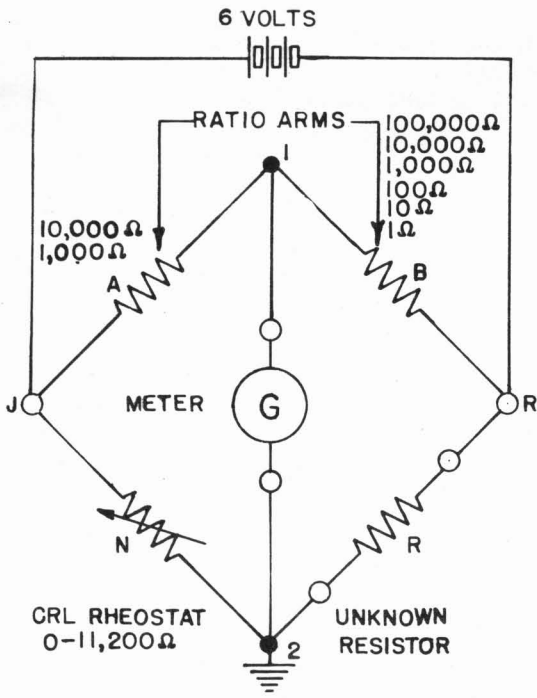 6 VOLTS
RATIO ARMS
100,000Ω
10,000Ω
1,000Ω
100Ω
10Ω
1Ω
1
10,000Ω
1,000Ω
A
B
J
METER
G
R
N
R
CRL RHEOSTAT
0-11,200Ω
2
UNKNOWN
RESISTOR